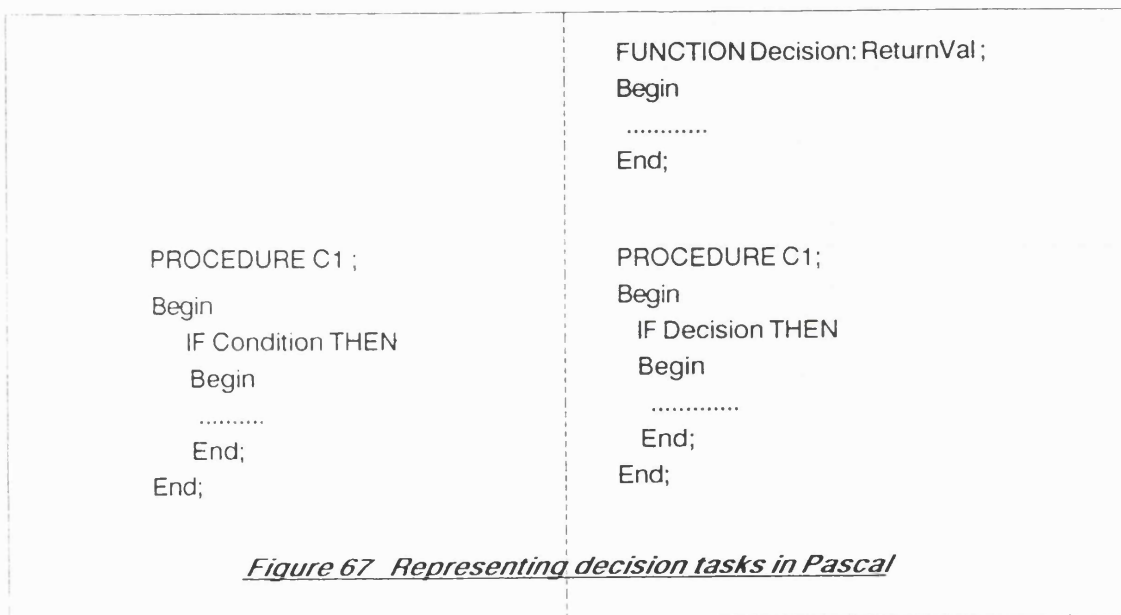 PROCEDURE C1 ;
Begin
IF Condition THEN
Begin
..........
End;
End;
FUNCTION Decision: ReturnVal ;
Begin
............
End;
PROCEDURE C1;
Begin
IF Decision THEN
Begin
.............
End;
End;
Figure 67 Representing decision tasks in Pascal